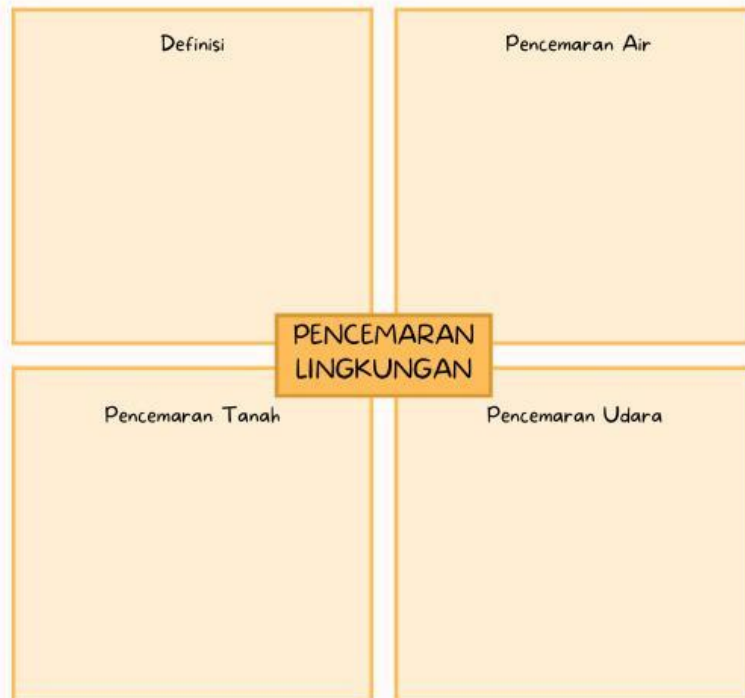 Definisi
Pencemaran Air
PENCEMARAN
LINGKUNGAN
Pencemaran Tanah
Pencemaran Udara